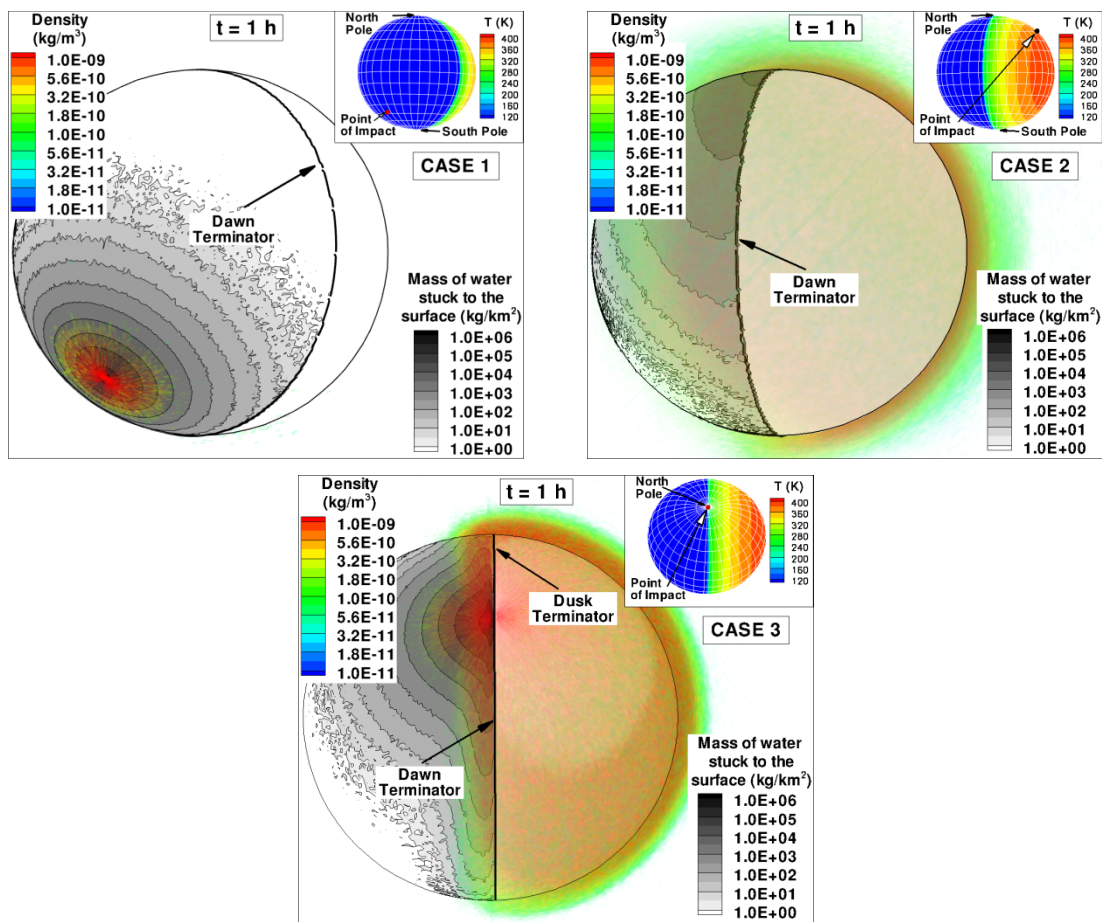 Density
(kg/m³)
1.0E-09
5.6E-10
3.2E-10
1.8E-10
1.0E-10
5.6E-11
3.2E-11
1.8E-11
1.0E-11
t = 1 h
North
Pole
T (K)
400
360
320
280
240
200
160
120
Point
of Impact
South Pole
CASE 1
Dawn
Terminator
Mass of water
stuck to the
surface (kg/km²)
1.0E+06
1.0E+05
1.0E+04
1.0E+03
1.0E+02
1.0E+01
1.0E+00
Density
(kg/m³)
1.0E-09
5.6E-10
3.2E-10
1.8E-10
1.0E-10
5.6E-11
3.2E-11
1.8E-11
1.0E-11
t = 1 h
North
Pole
T (K)
400
360
320
280
240
200
160
120
Point
of Impact
South Pole
CASE 2
Dawn
Terminator
Mass of water
stuck to the
surface (kg/km²)
1.0E+06
1.0E+05
1.0E+04
1.0E+03
1.0E+02
1.0E+01
1.0E+00
Density
(kg/m³)
1.0E-09
5.6E-10
3.2E-10
1.8E-10
1.0E-10
5.6E-11
3.2E-11
1.8E-11
1.0E-11
t = 1 h
North
Pole
T (K)
400
360
320
280
240
200
160
120
Point
of Impact
Dusk
Terminator
CASE 3
Dawn
Terminator
Mass of water
stuck to the
surface (kg/km²)
1.0E+06
1.0E+05
1.0E+04
1.0E+03
1.0E+02
1.0E+01
1.0E+00